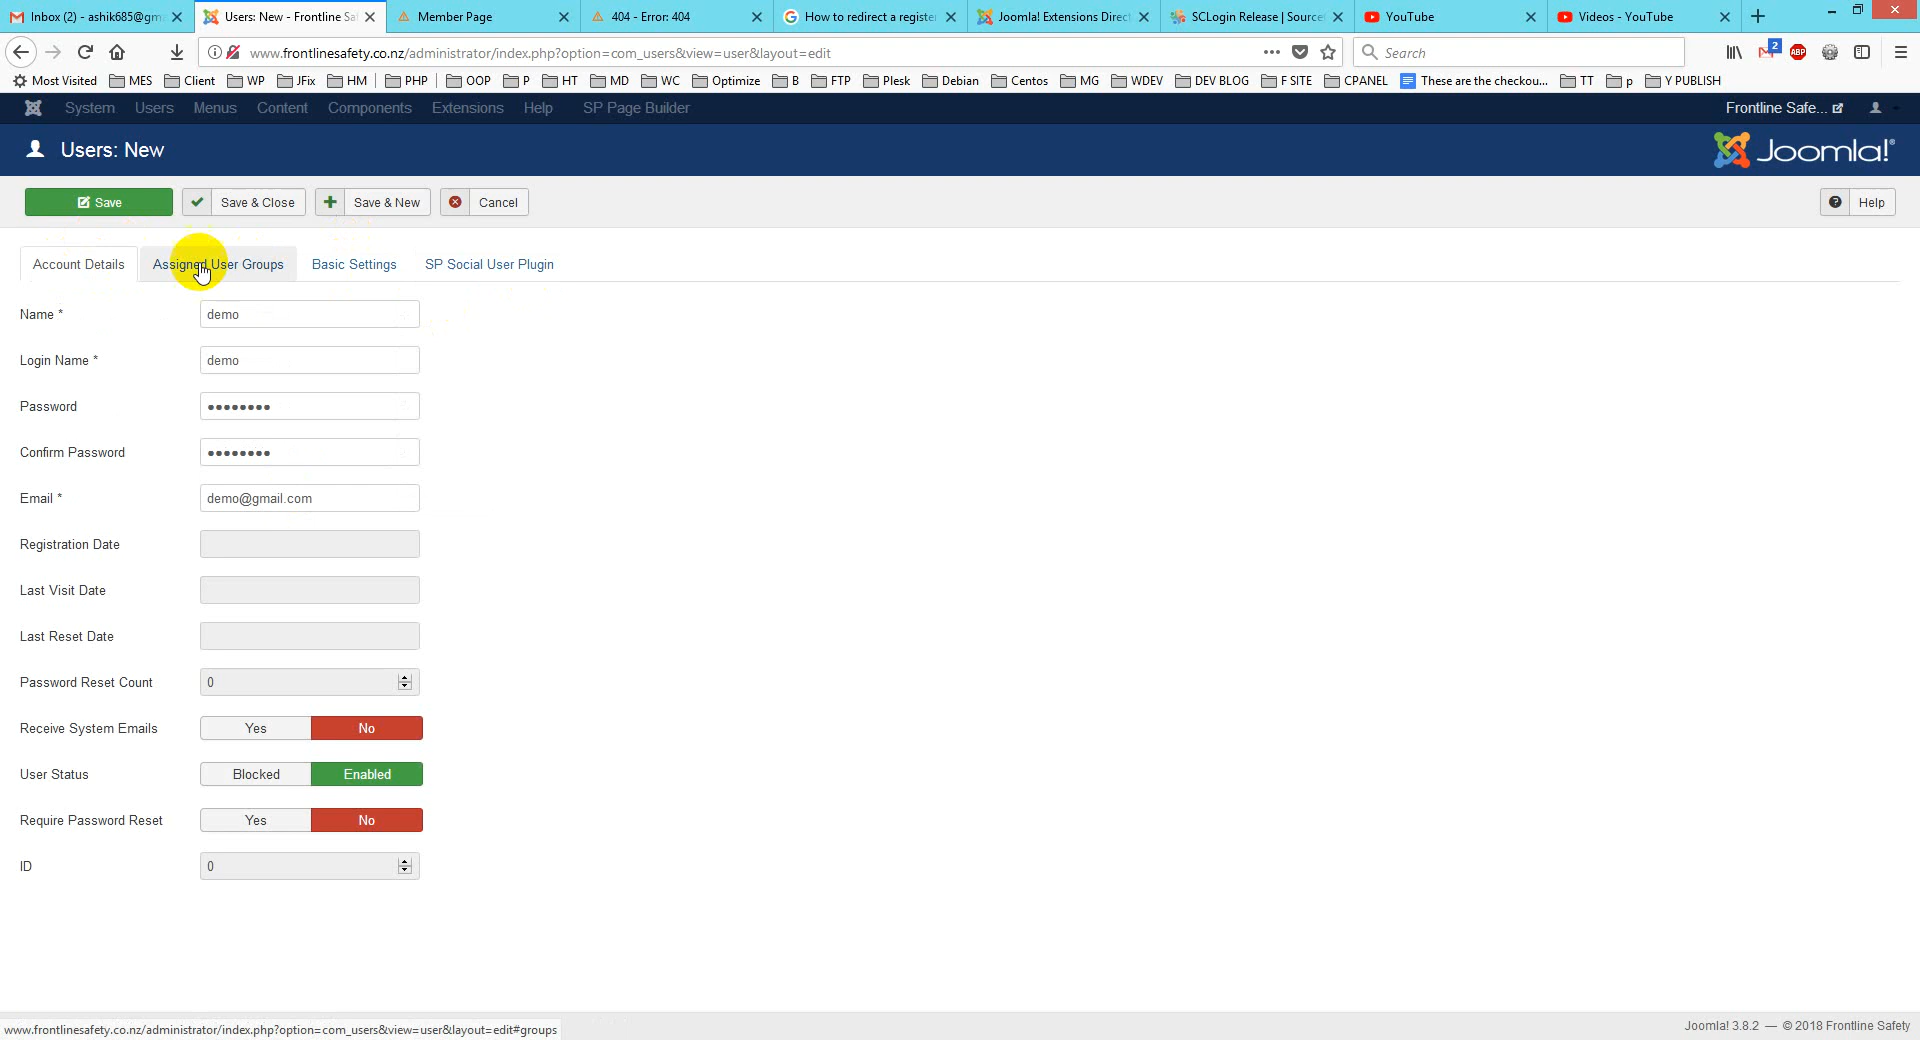 Inbox (2) - ashik685@gm
Users: New - Frontline Sa
Member Page
404 - Error: 404
How to redirect a registe
Joomla! Extensions Direc
SCLogin Release | Source
YouTube
Videos - YouTube
www.frontlinesafety.co.nz/administrator/index.php?option=com_users&view=user&layout=edit
Search
2
ABP
Most Visited MES Client WP JFix HM PHP OOP P HT MD WC Optimize B FTP Plesk Debian Centos MG WDEV DEV BLOG F SITE CPANEL These are the checkou... TT p Y PUBLISH
System Users Menus Content Components Extensions Help SP Page Builder Frontline Safe...
Users: New
Joomla!®
Save Save & Close Save & New Cancel Help
Account Details Assigned User Groups Basic Settings SP Social User Plugin
Name * demo
Login Name * demo
Password ••••••••
Confirm Password ••••••••
Email * demo@gmail.com
Registration Date
Last Visit Date
Last Reset Date
Password Reset Count 0
Receive System Emails Yes No
User Status Blocked Enabled
Require Password Reset Yes No
ID 0
www.frontlinesafety.co.nz/administrator/index.php?option=com_users&view=user&layout=edit#groups
Joomla! 3.8.2 — © 2018 Frontline Safety